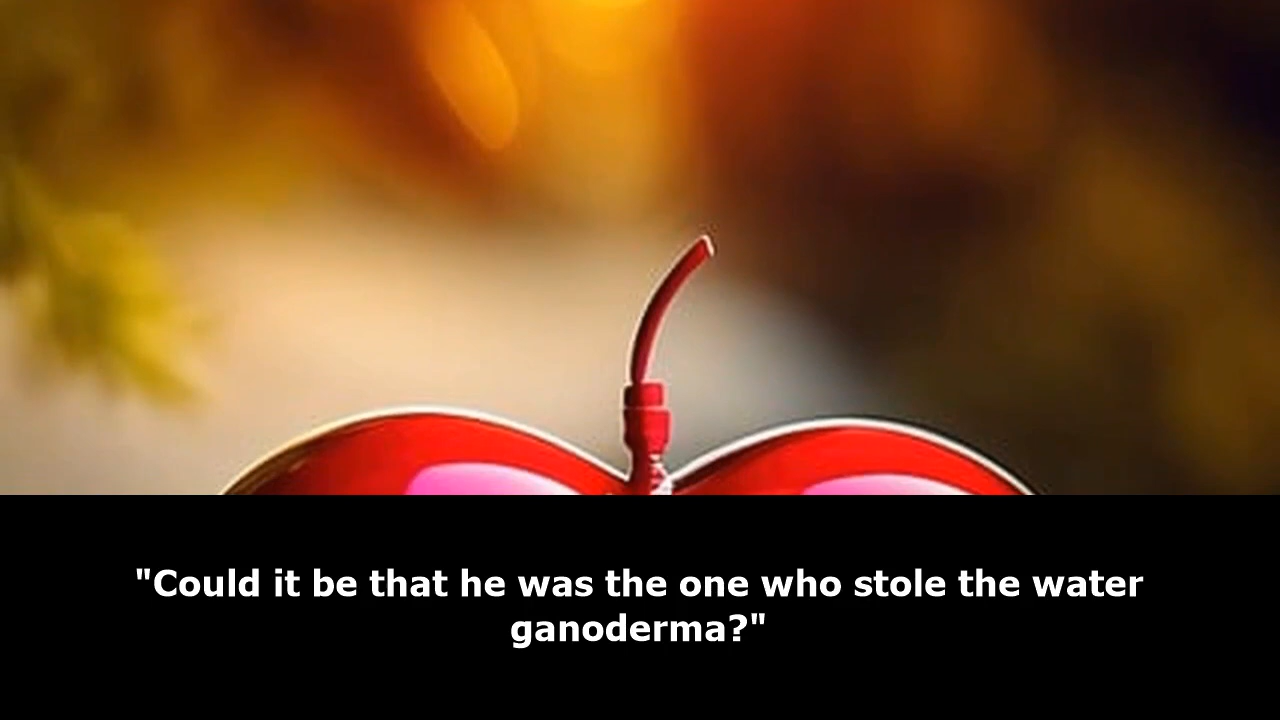 "Could it be that he was the one who stole the water
ganoderma?"